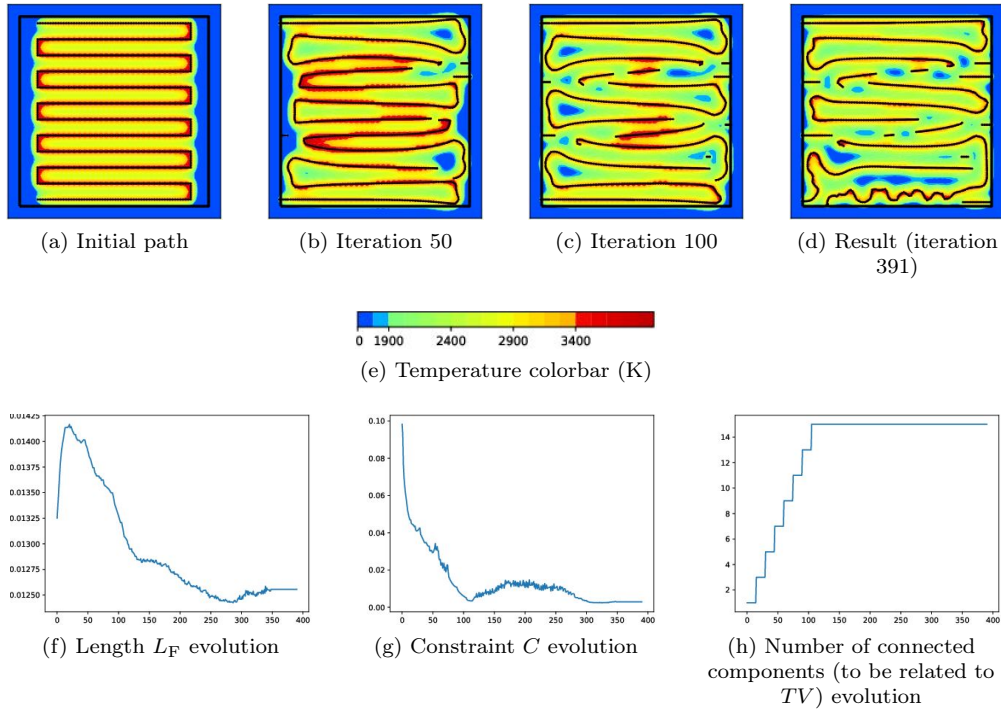 (a) Initial path
(b) Iteration 50
(c) Iteration 100
(d) Result (iteration
391)
0 1900 2400 2900 3400
(e) Temperature colorbar (K)
0.01425
0.01400
0.01375
0.01350
0.01325
0.01300
0.01275
0.01250
0 50 100 150 200 250 300 350 400
(f) Length LF evolution
0.10
0.08
0.06
0.04
0.02
0.00
0 50 100 150 200 250 300 350 400
(g) Constraint C evolution
14
12
10
8
6
4
2
0 50 100 150 200 250 300 350 400
(h) Number of connected
components (to be related to
TV) evolution